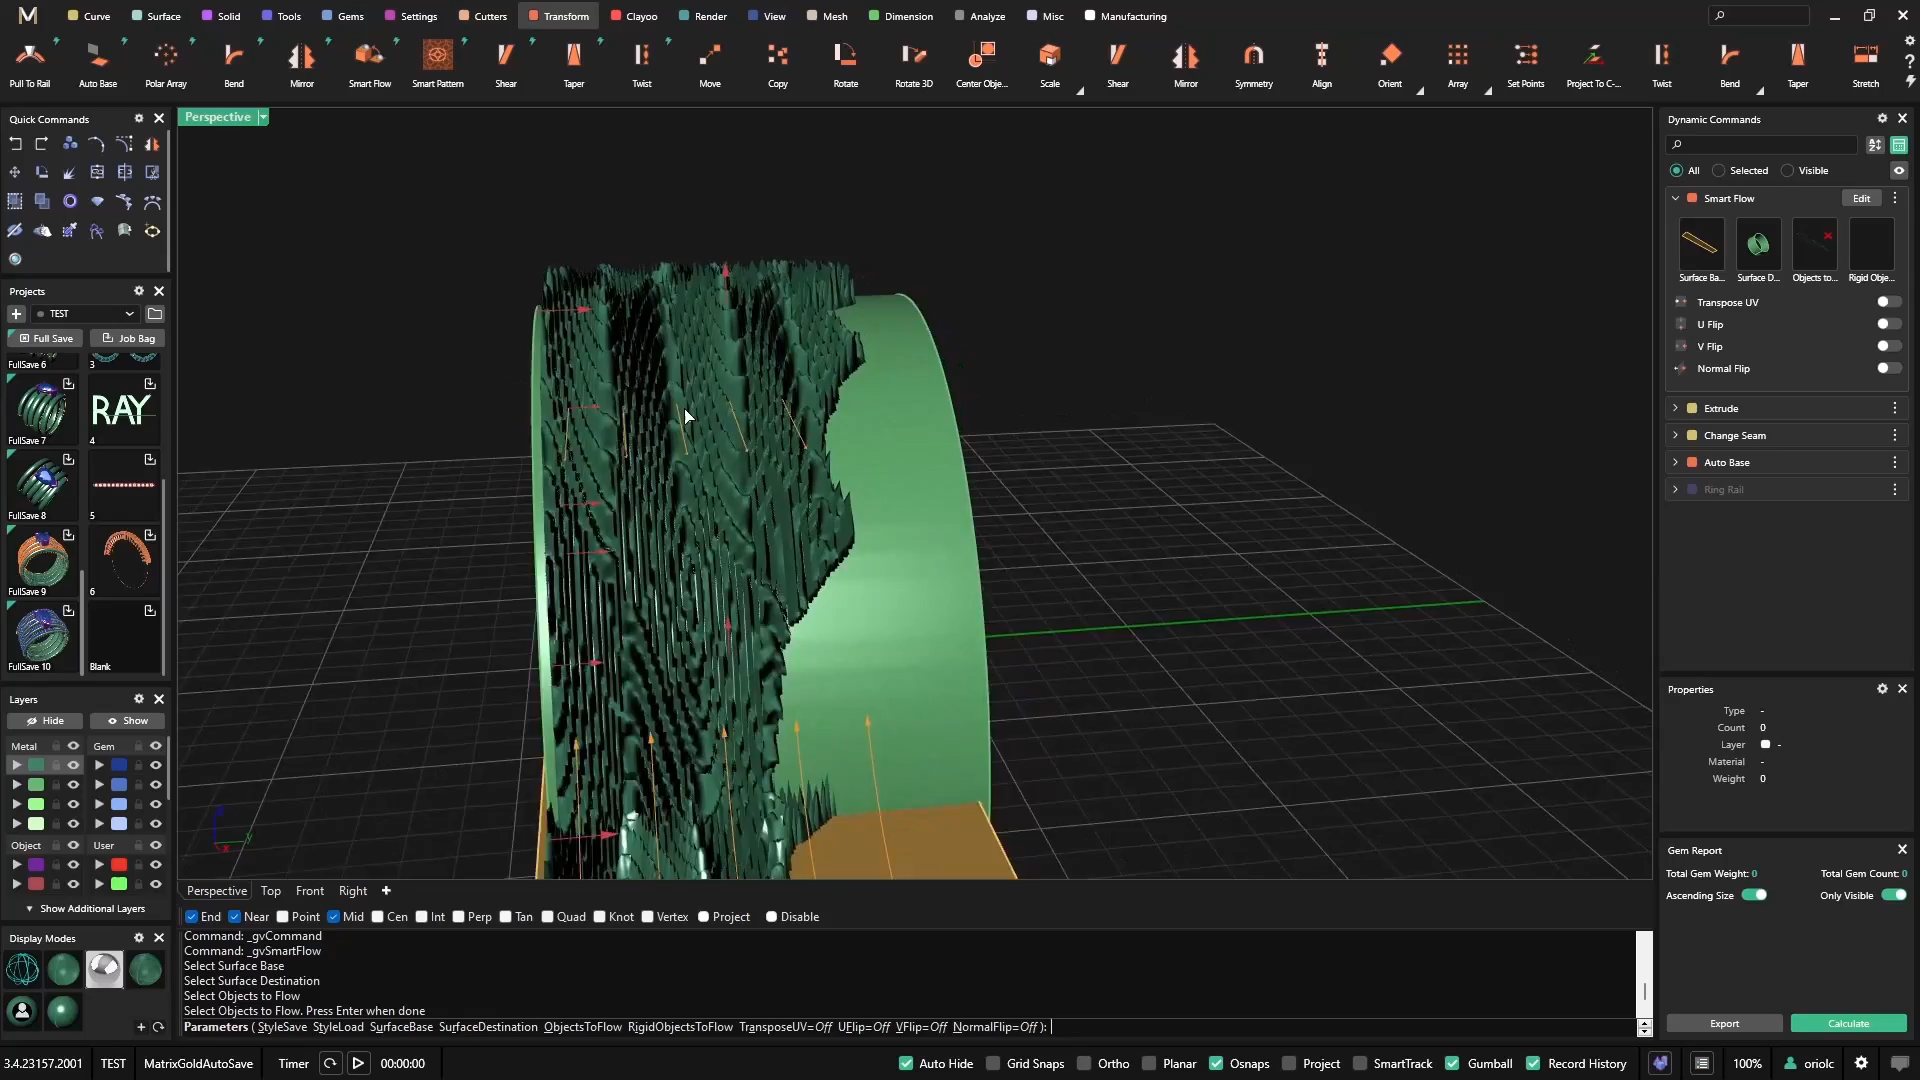 Curve Surface Solid Tools Gems Settings Cutters Transform Clayoo Render View Mesh Dimension Analyze Misc Manufacturing
Pull To Rail Auto Base Polar Array Bend Mirror Smart Flow Smart Pattern Shear Taper Twist Move Copy Rotate Rotate 3D Center Obje... Scale Shear Mirror Symmetry Align Orient Array Set Points Project To C-... Twist Bend Taper Stretch
Quick Commands
Projects
TEST
Full Save Job Bag
FullSave 6 3
RAY
FullSave 7 4
FullSave 8 5
FullSave 9 6
FullSave 10 Blank
Layers
Hide Show
Metal Gem
Object User
Show Additional Layers
Display Modes
Perspective
Perspective Top Front Right
End Near Point Mid Cen Int Perp Tan Quad Knot Vertex Project Disable
Command: _gvCommand
Command: _gvSmartFlow
Select Surface Base
Select Surface Destination
Select Objects to Flow
Select Objects to Flow. Press Enter when done
Parameters ( StyleSave StyleLoad SurfaceBase SurfaceDestination ObjectsToFlow RigidObjectsToFlow TransposeUV=Off UFlip=Off VFlip=Off NormalFlip=Off ):
Dynamic Commands
All Selected Visible
Smart Flow Edit
Surface Ba... Surface D... Objects to... Rigid Obje...
Transpose UV
U Flip
V Flip
Normal Flip
Extrude
Change Seam
Auto Base
Ring Rail
Properties
Type -
Count 0
Layer -
Material -
Weight 0
Gem Report
Total Gem Weight: 0 Total Gem Count: 0
Ascending Size Only Visible
Export Calculate
3.4.23157.2001 TEST MatrixGoldAutoSave Timer 00:00:00 Auto Hide Grid Snaps Ortho Planar Osnaps Project SmartTrack Gumball Record History 100% oriolc